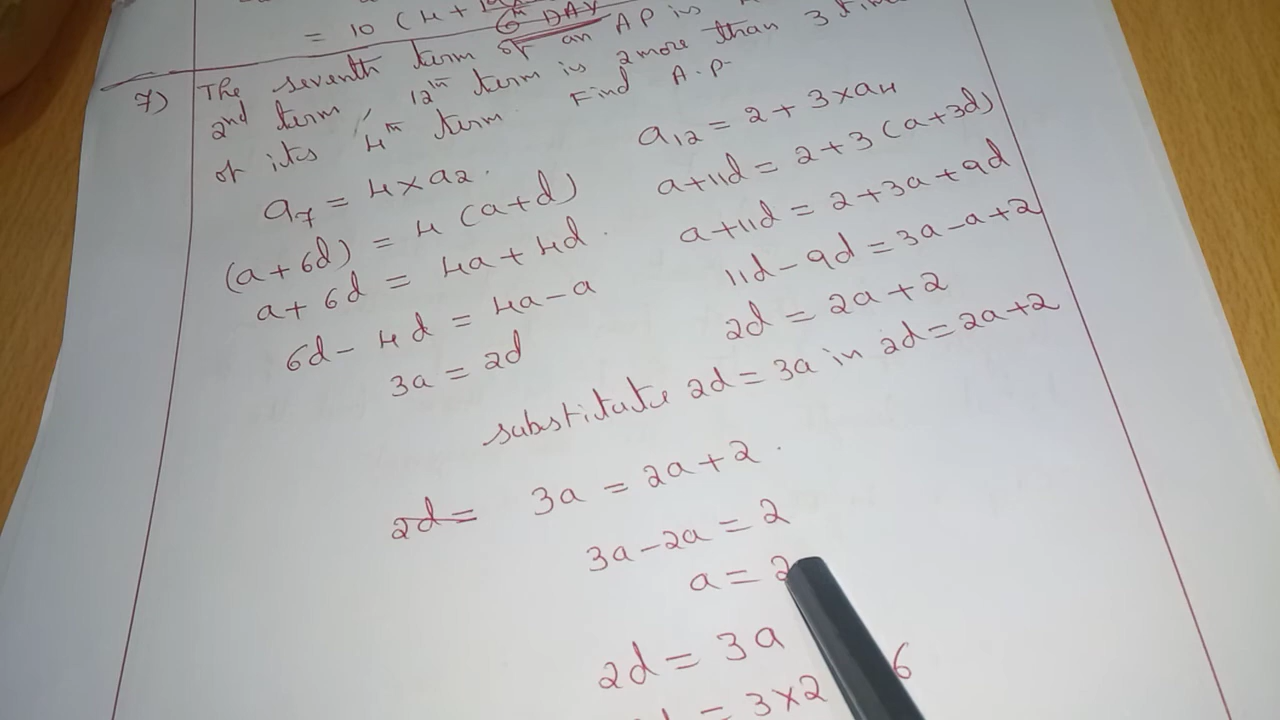 = 10 (4 +
6th DAY
7) The seventh term of an AP is
2nd term, 12th term is 2 more than 3 times
of its 4th term. Find A.P
a7 = 4 × a2.
(a + 6d) = 4 (a + d)
a + 6d = 4a + 4d.
6d - 4d = 4a - a
3a = 2d
a12 = 2 + 3 × a4
a + 11d = 2 + 3 (a + 3d)
a + 11d = 2 + 3a + 9d
11d - 9d = 3a - a + 2
2d = 2a + 2
substitute 2d = 3a in 2d = 2a + 2
2d = 3a = 2a + 2.
3a - 2a = 2
a = 2
2d = 3a
= 3 × 2 6